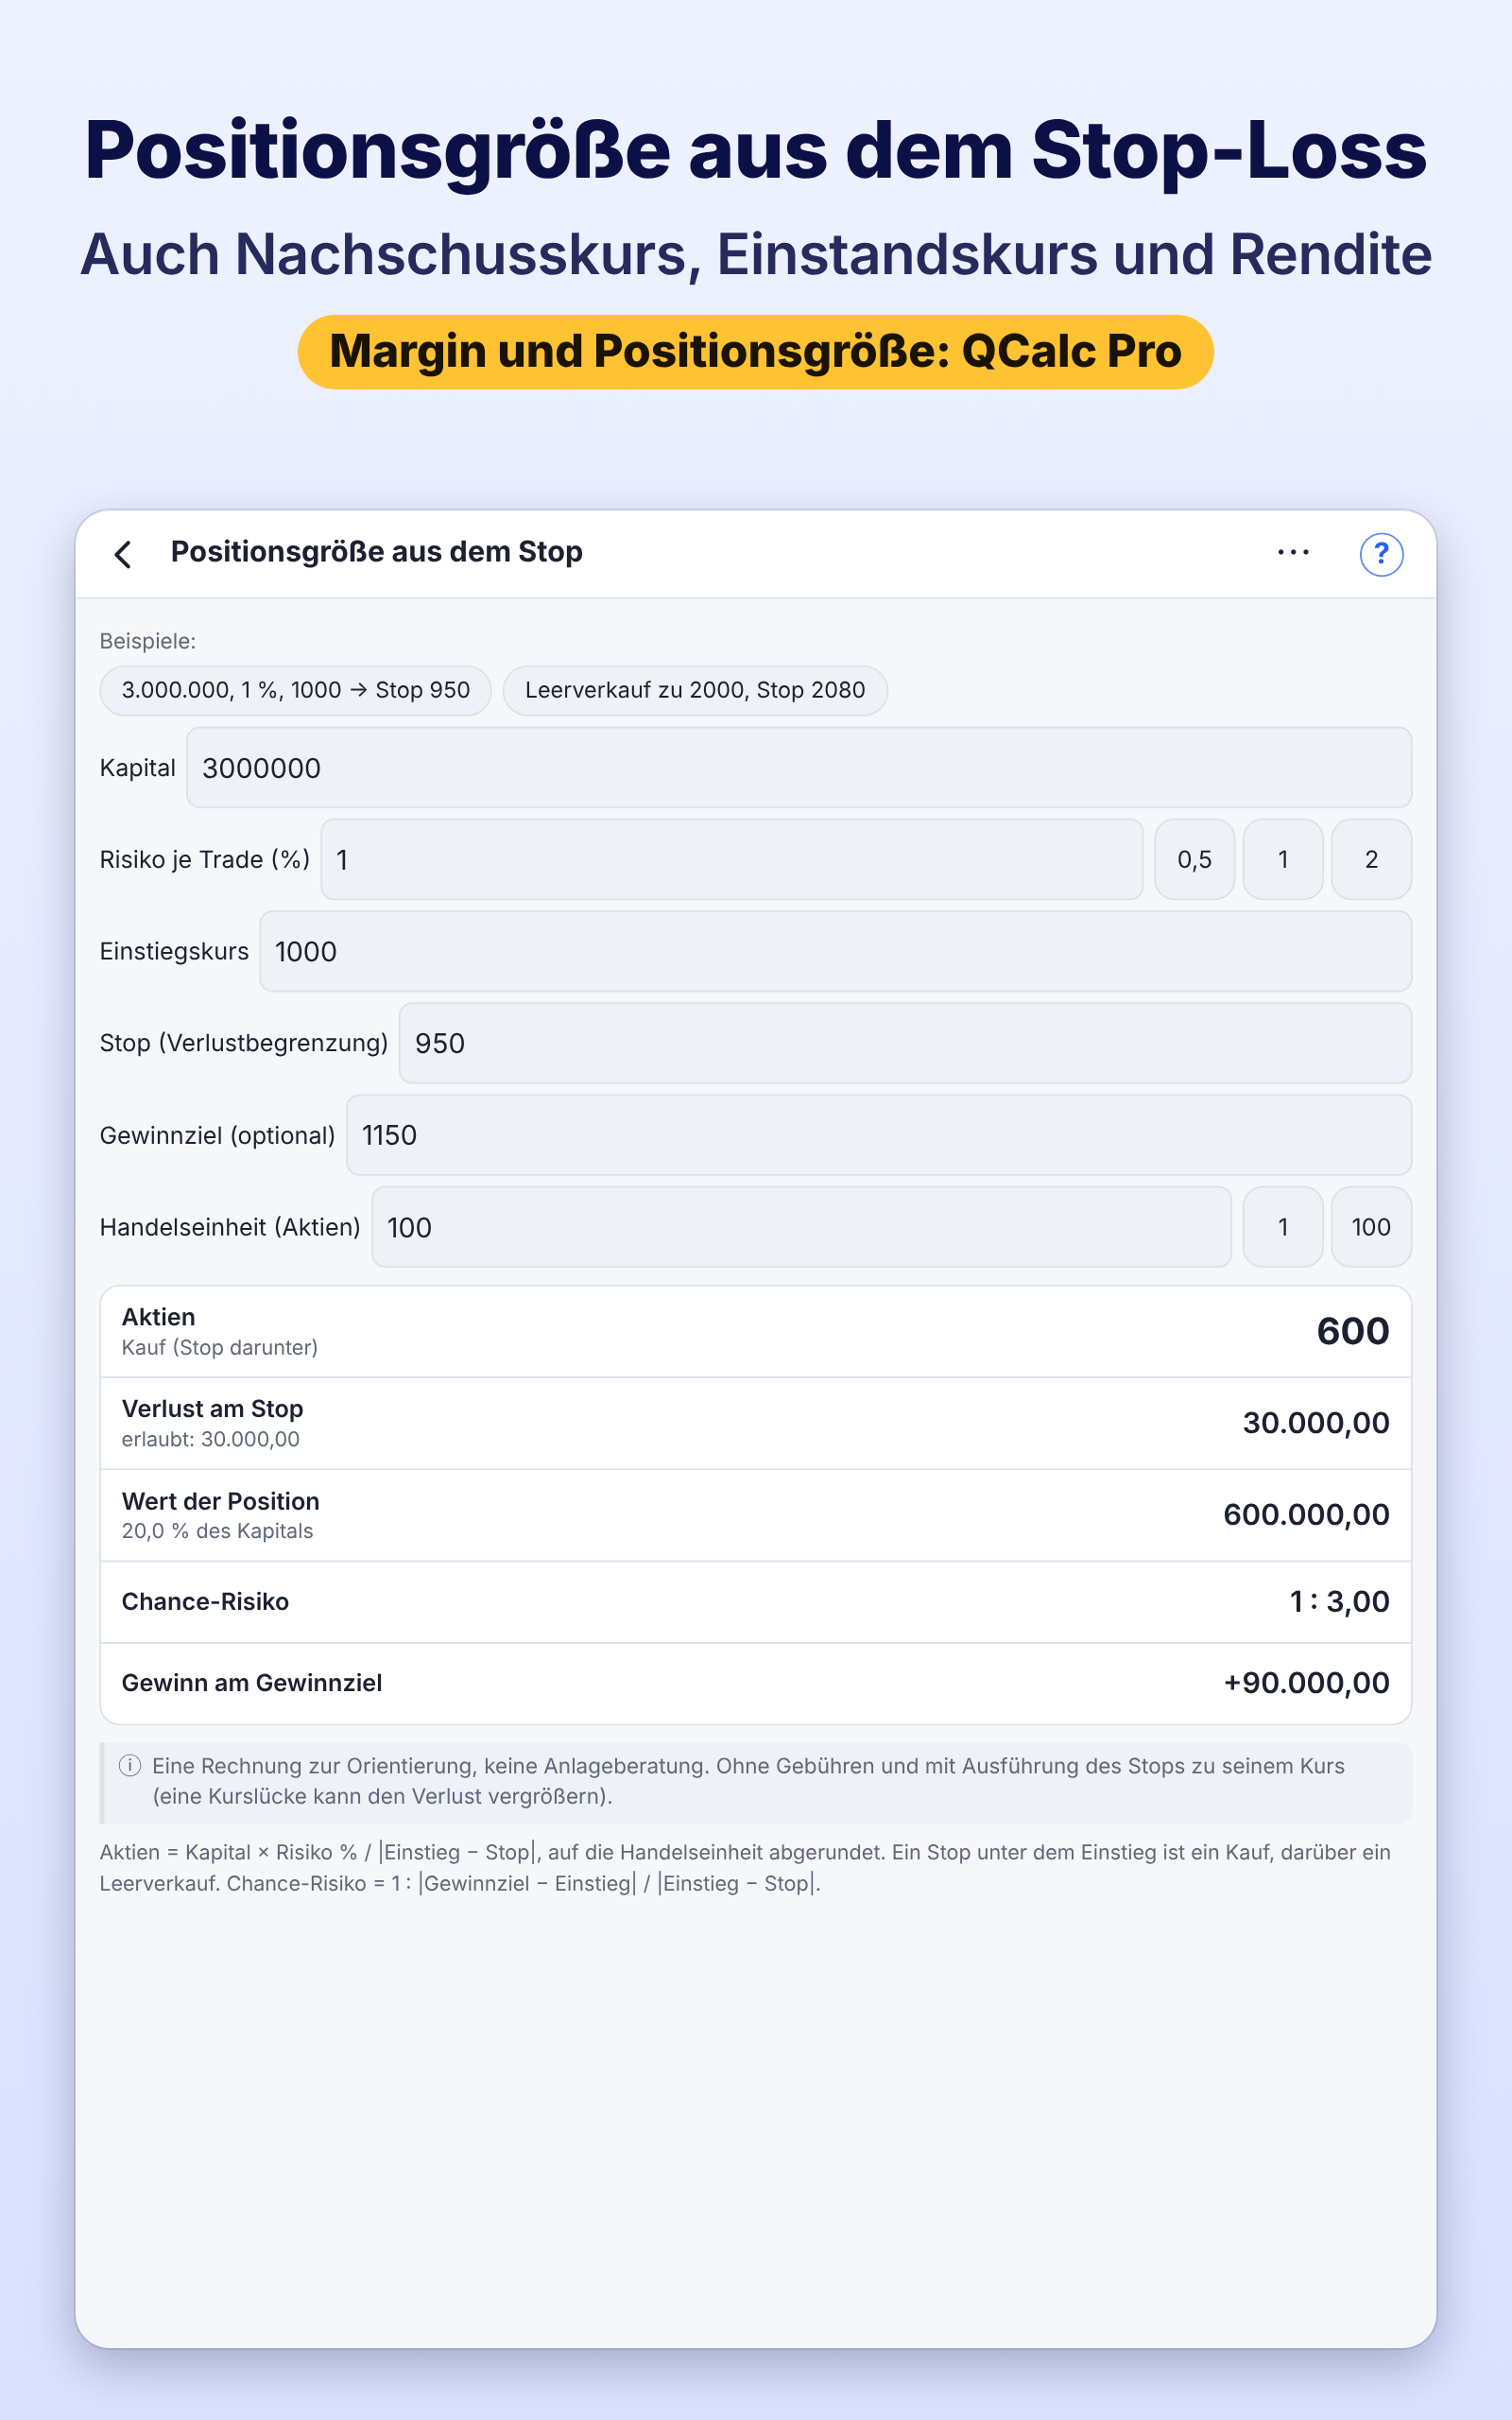 Positionsgröße aus dem Stop-Loss
Auch Nachschusskurs, Einstandskurs und Rendite
Margin und Positionsgröße: QCalc Pro
Positionsgröße aus dem Stop
?
Beispiele:
3.000.000, 1 %, 1000 → Stop 950
Leerverkauf zu 2000, Stop 2080
Kapital 3000000
Risiko je Trade (%) 1 0,5 1 2
Einstiegskurs 1000
Stop (Verlustbegrenzung) 950
Gewinnziel (optional) 1150
Handelseinheit (Aktien) 100 1 100
Aktien 600
Kauf (Stop darunter)
Verlust am Stop 30.000,00
erlaubt: 30.000,00
Wert der Position 600.000,00
20,0 % des Kapitals
Chance-Risiko 1 : 3,00
Gewinn am Gewinnziel +90.000,00
Eine Rechnung zur Orientierung, keine Anlageberatung. Ohne Gebühren und mit Ausführung des Stops zu seinem Kurs
(eine Kurslücke kann den Verlust vergrößern).
Aktien = Kapital × Risiko % / |Einstieg − Stop|, auf die Handelseinheit abgerundet. Ein Stop unter dem Einstieg ist ein Kauf, darüber ein
Leerverkauf. Chance-Risiko = 1 : |Gewinnziel − Einstieg| / |Einstieg − Stop|.